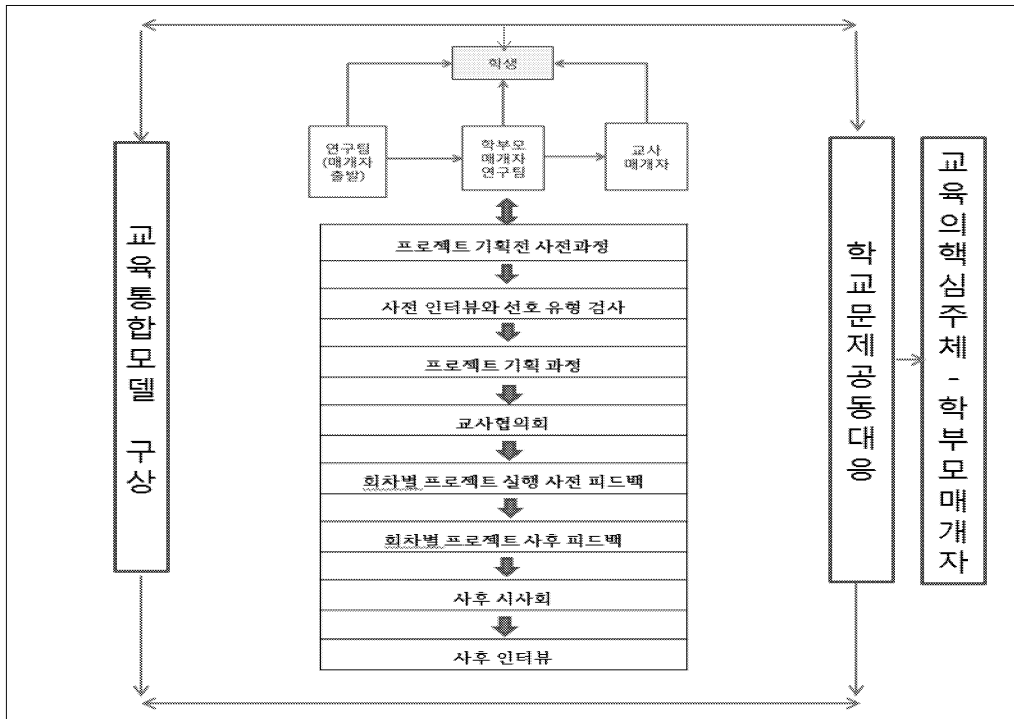 학생
연구팀
(매개자
출발)
학부모
매개자
연구팀
교사
매개자
교육통합모델 구상
프로젝트 기획전 사전과정
사전 인터뷰와 선호 유형 검사
프로젝트 기획 과정
교사협의회
회차별 프로젝트 실행 사전 피드백
회차별 프로젝트 사후 피드백
사후 시사회
사후 인터뷰
학교문제공동대응
교육의핵심주체 - 학부모매개자